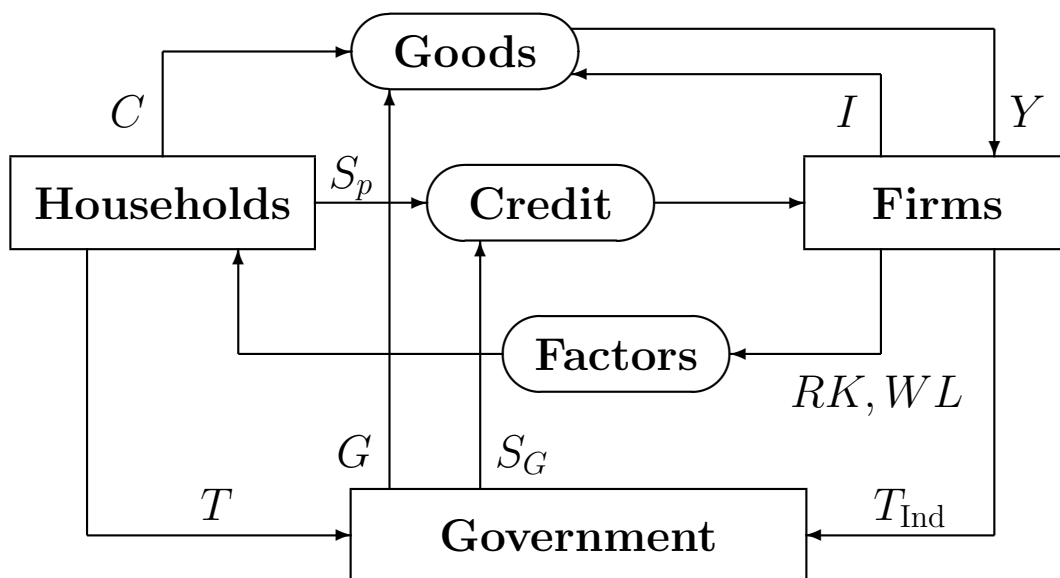 Goods
C
I
Y
Households
S_p
Credit
Firms
Factors
RK, WL
G
S_G
T
T_Ind
Government